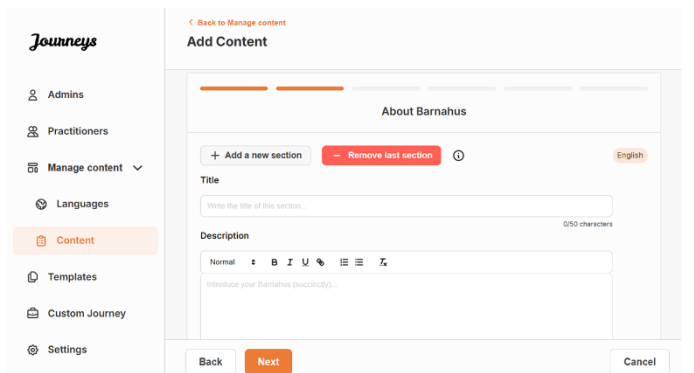 Journeys
Admins
Practitioners
Manage content
Languages
Content
Templates
Custom Journey
Settings
Back to Manage content
Add Content
About Barnahus
+ Add a new section
− Remove last section
English
Title
Write the title of this section...
0/50 characters
Description
Normal B I U
Introduce your Barnahus (succinctly)...
Back
Next
Cancel